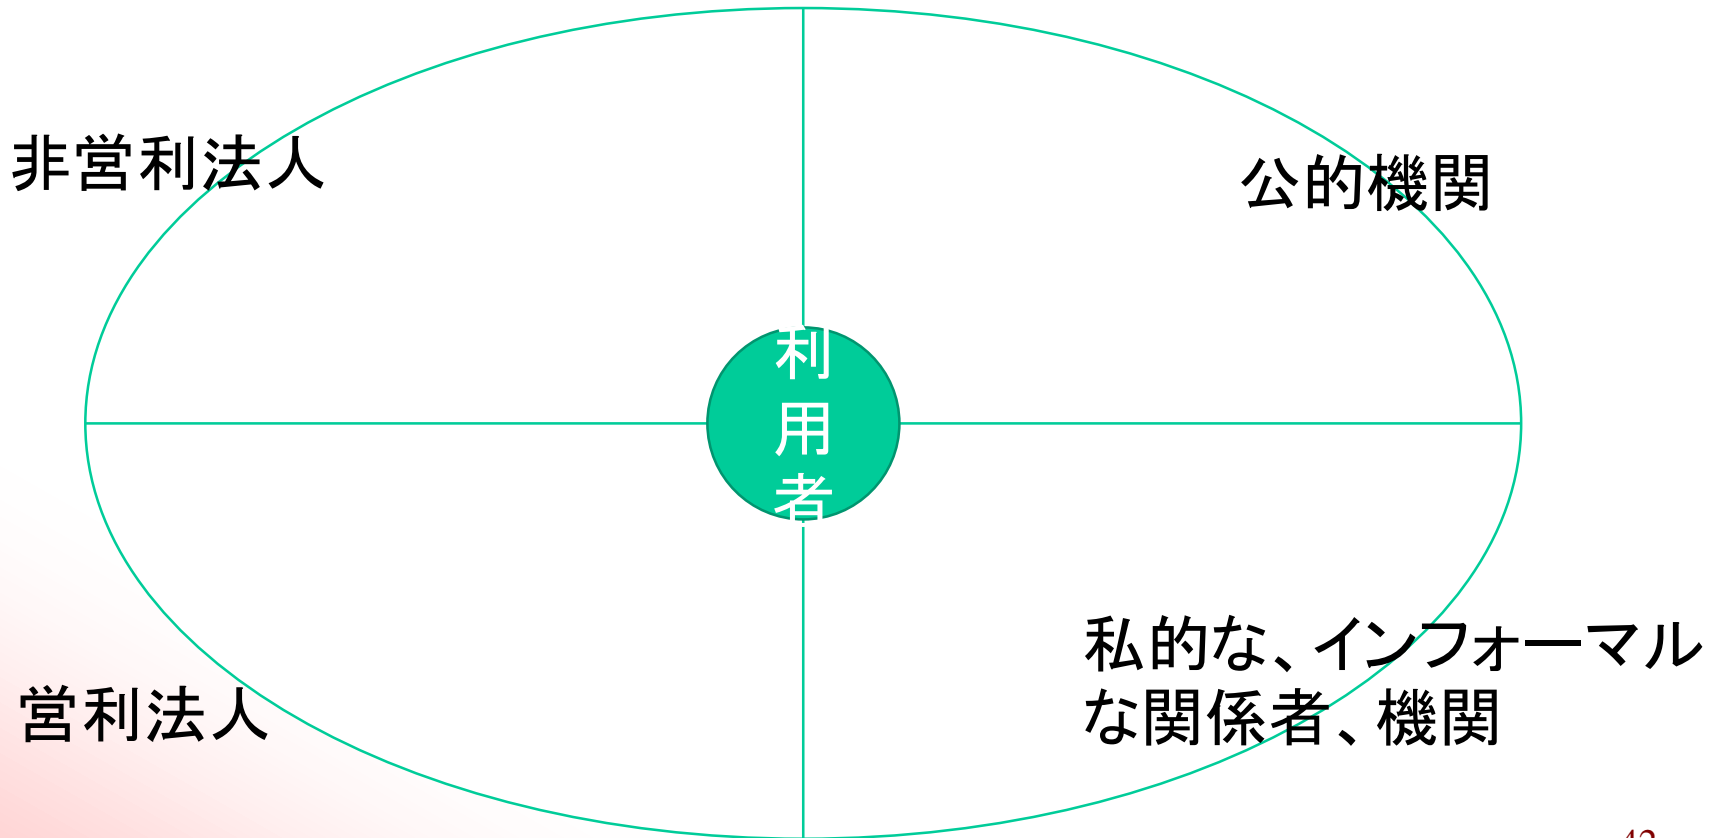 非営利法人
公的機関
利
用
者
営利法人
私的な、インフォーマル
な関係者、機関
42